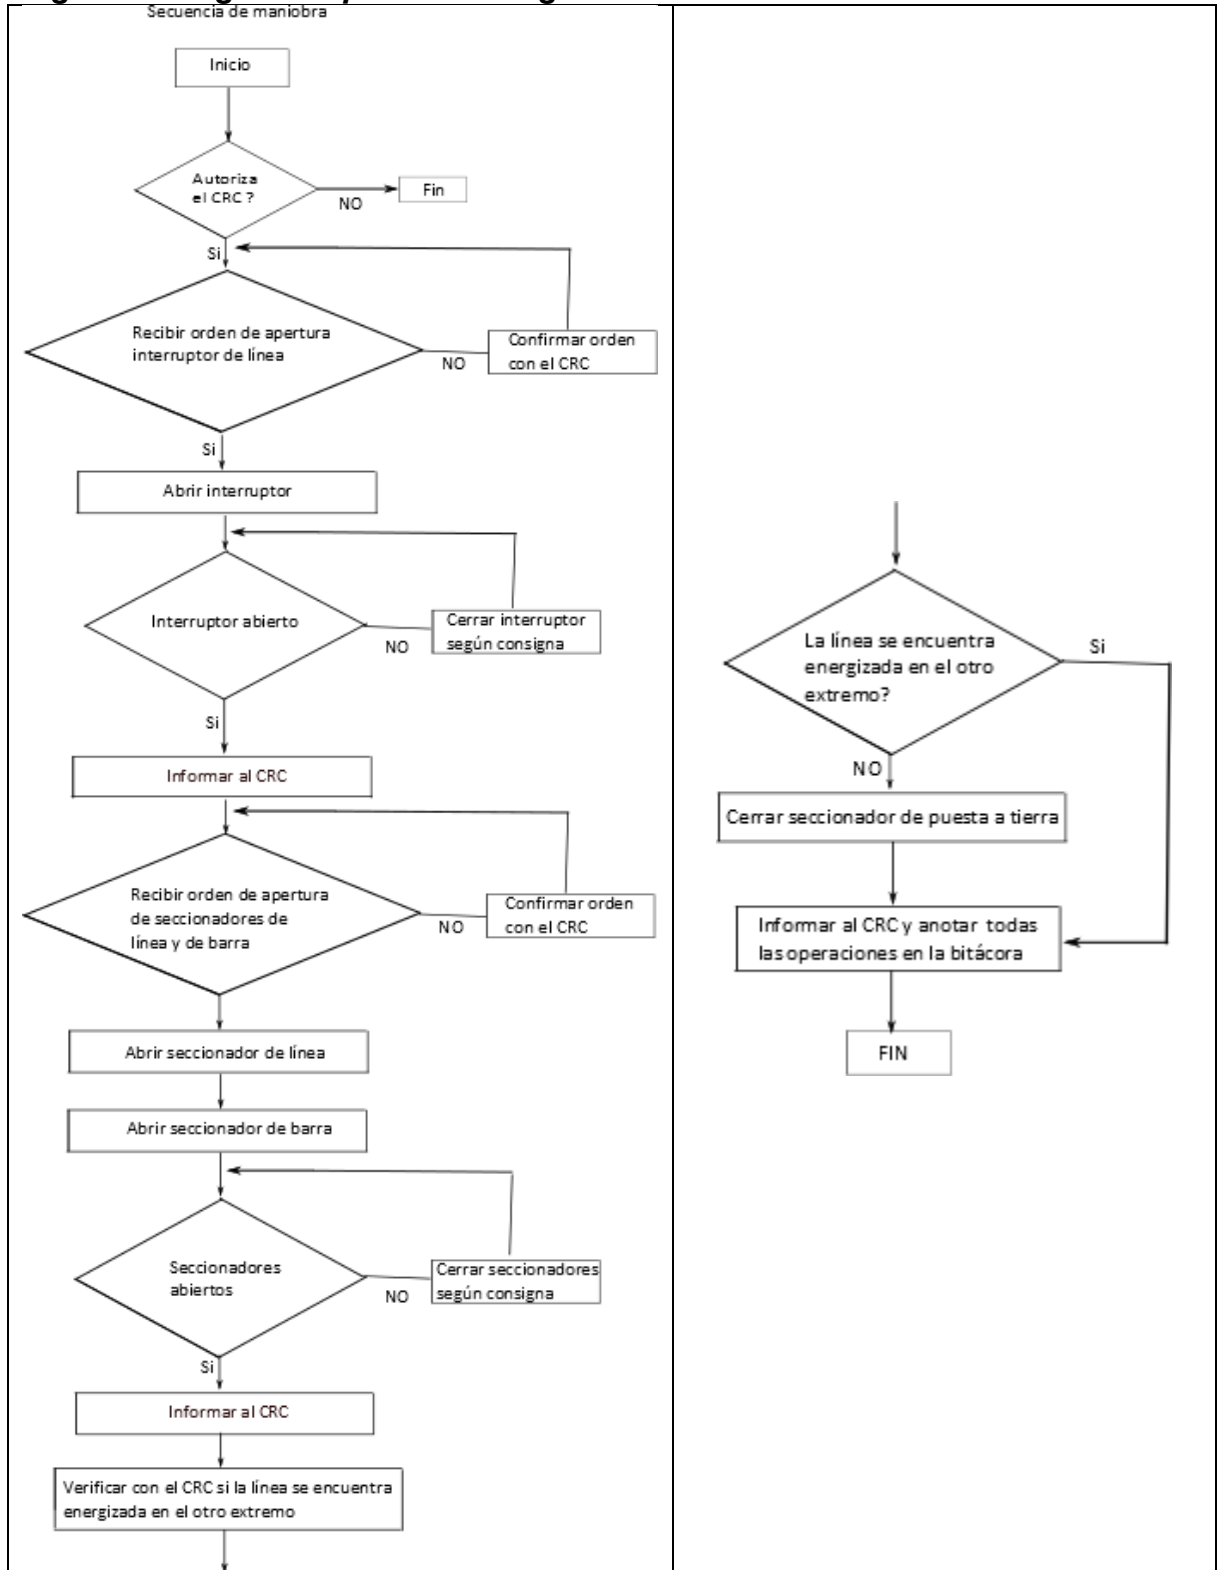 Secuencia de maniobra
Inicio
Autoriza
el CRC ?
NO
Fin
Si
Recibir orden de apertura
interruptor de línea
NO
Confirmar orden
con el CRC
Si
Abrir interruptor
Interruptor abierto
NO
Cerrar interruptor
según consigna
Si
Informar al CRC
Recibir orden de apertura
de seccionadores de
línea y de barra
NO
Confirmar orden
con el CRC
Abrir seccionador de línea
Abrir seccionador de barra
Seccionadores
abiertos
NO
Cerrar seccionadores
según consigna
Si
Informar al CRC
Verificar con el CRC si la línea se encuentra
energizada en el otro extremo
La línea se encuentra
energizada en el otro
extremo?
Si
NO
Cerrar seccionador de puesta a tierra
Informar al CRC y anotar todas
las operaciones en la bitácora
FIN